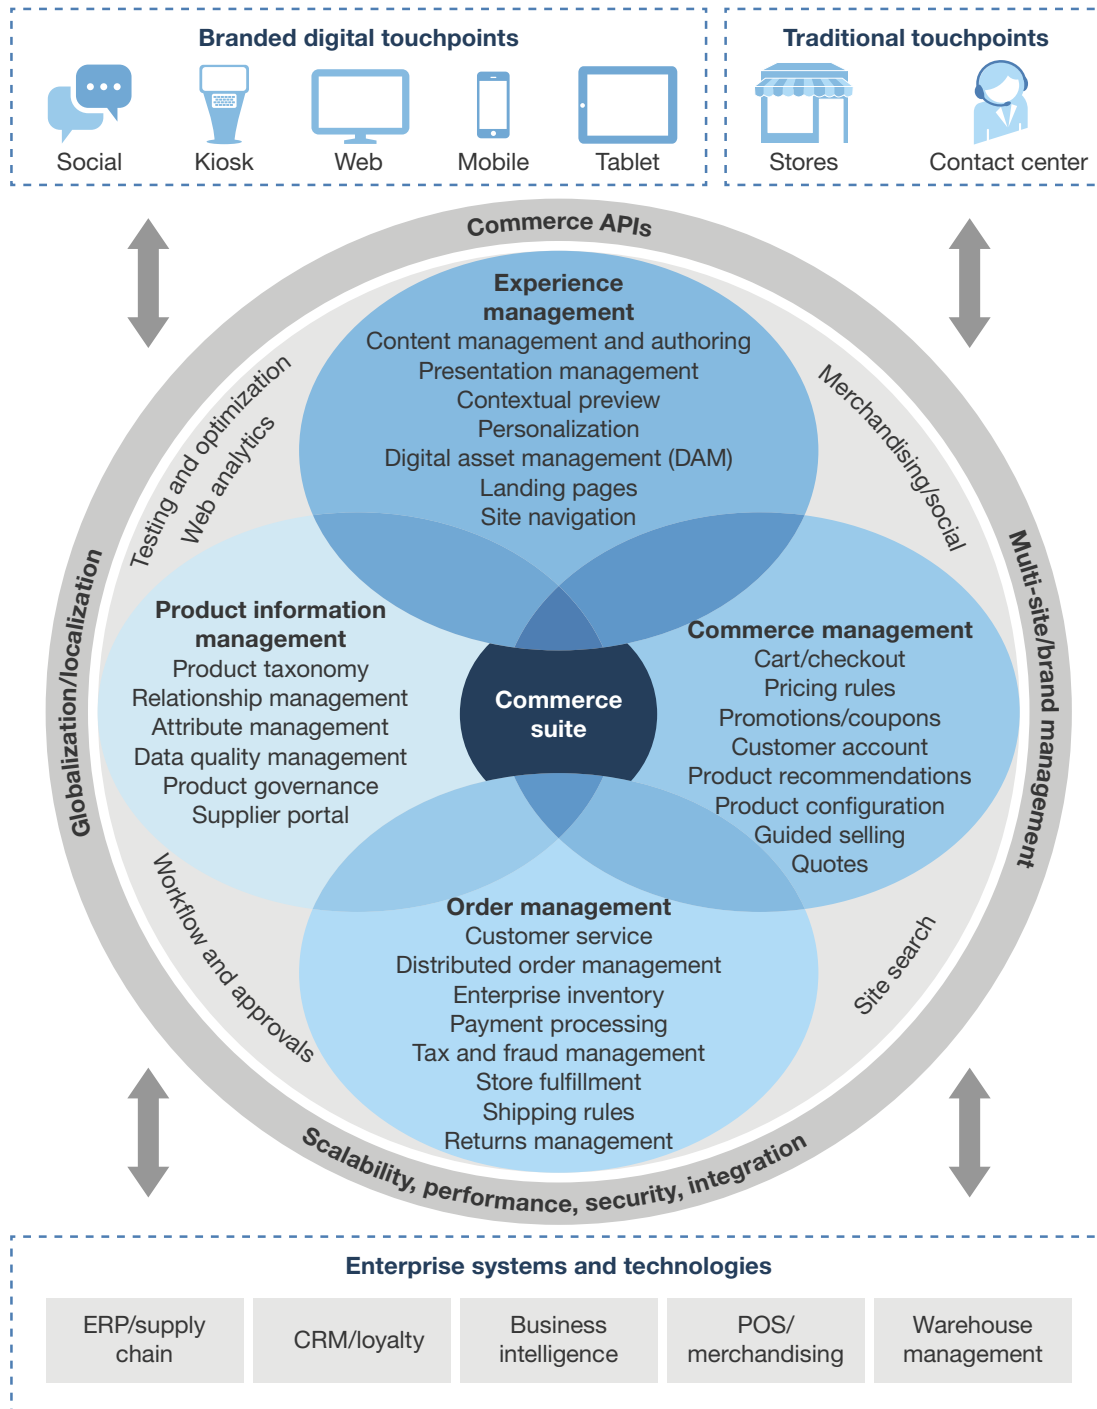 Branded digital touchpoints
Social
Kiosk
Web
Mobile
Tablet
Traditional touchpoints
Stores
Contact center
Commerce APIs
Experience
management
Content management and authoring
Presentation management
Contextual preview
Personalization
Digital asset management (DAM)
Landing pages
Site navigation
Testing and optimization
Web analytics
Merchandising/social
Globalization/localization
Multi-site/brand management
Product information
management
Product taxonomy
Relationship management
Attribute management
Data quality management
Product governance
Supplier portal
Commerce
suite
Commerce management
Cart/checkout
Pricing rules
Promotions/coupons
Customer account
Product recommendations
Product configuration
Guided selling
Quotes
Workflow and approvals
Site search
Order management
Customer service
Distributed order management
Enterprise inventory
Payment processing
Tax and fraud management
Store fulfillment
Shipping rules
Returns management
Scalability, performance, security, integration
Enterprise systems and technologies
ERP/supply
chain
CRM/loyalty
Business
intelligence
POS/
merchandising
Warehouse
management